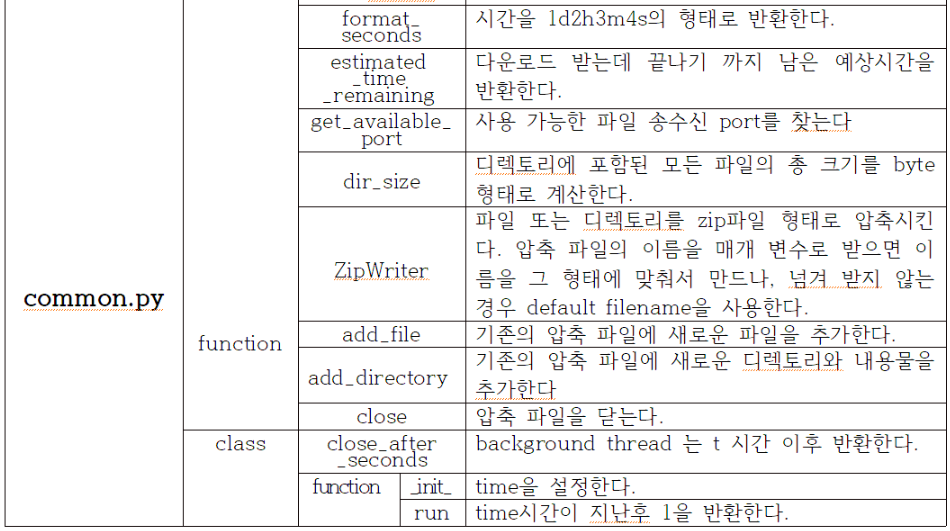 format_
seconds
시간을 1d2h3m4s의 형태로 반환한다.
estimated
_time
_remaining
다운로드 받는데 끝나기 까지 남은 예상시간을
반환한다.
get_available_
port
사용 가능한 파일 송수신 port를 찾는다
dir_size
디렉토리에 포함된 모든 파일의 총 크기를 byte
형태로 계산한다.
ZipWriter
파일 또는 디렉토리를 zip파일 형태로 압축시킨
다. 압축 파일의 이름을 매개 변수로 받으면 이
름을 그 형태에 맞춰서 만드나, 넘겨 받지 않는
경우 default filename을 사용한다.
common.py
function
add_file
기존의 압축 파일에 새로운 파일을 추가한다.
add_directory
기존의 압축 파일에 새로운 디렉토리와 내용물을
추가한다
close
압축 파일을 닫는다.
class
close_after
_seconds
background thread 는 t 시간 이후 반환한다.
function
_init_
time을 설정한다.
run
time시간이 지난후 1을 반환한다.